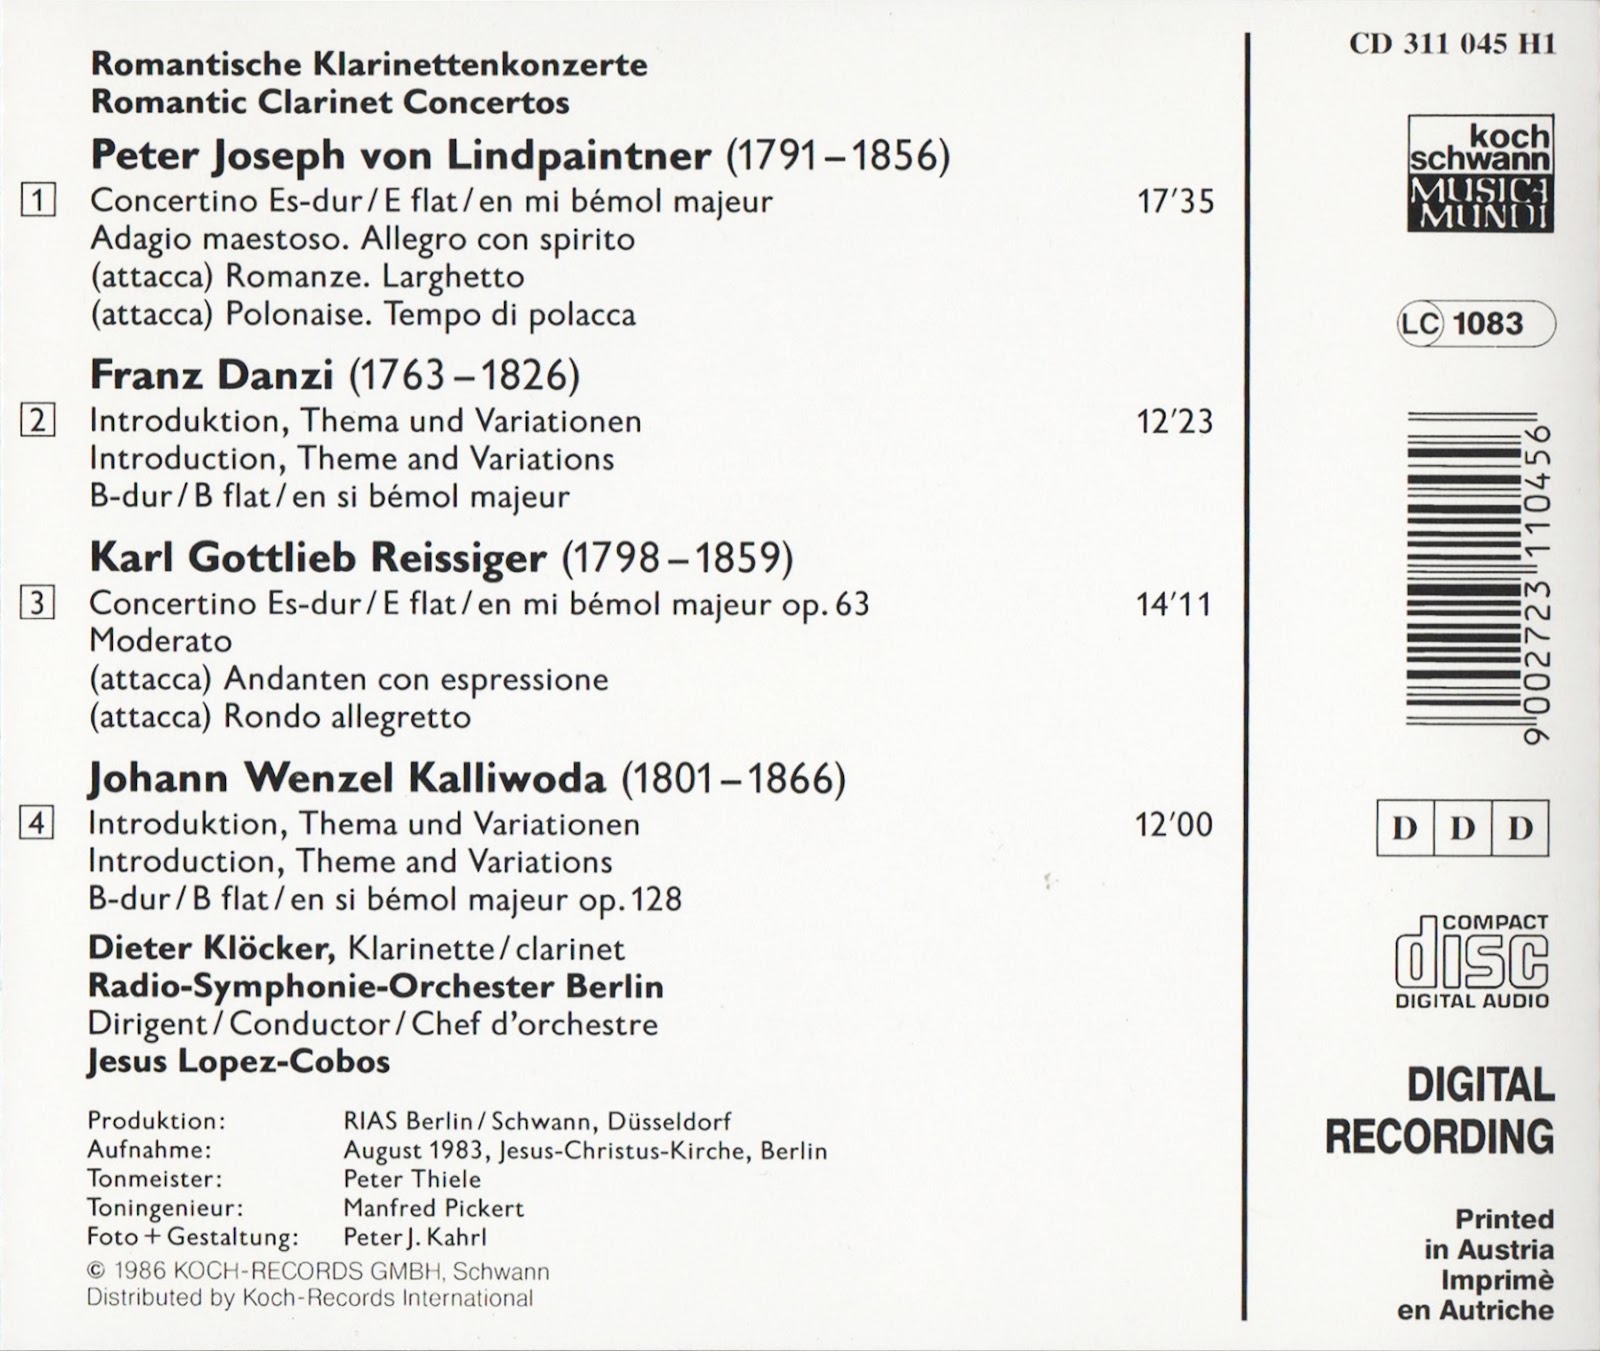 Romantische Klarinettenkonzerte
Romantic Clarinet Concertos
Peter Joseph von Lindpaintner (1791–1856)
1 Concertino Es-dur/E flat/en mi bémol majeur 17’35
Adagio maestoso. Allegro con spirito
(attacca) Romanze. Larghetto
(attacca) Polonaise. Tempo di polacca
Franz Danzi (1763–1826)
2 Introduktion, Thema und Variationen 12’23
Introduction, Theme and Variations
B-dur/B flat/en si bémol majeur
Karl Gottlieb Reissiger (1798–1859)
3 Concertino Es-dur/E flat/en mi bémol majeur op. 63 14’11
Moderato
(attacca) Andanten con espressione
(attacca) Rondo allegretto
Johann Wenzel Kalliwoda (1801–1866)
4 Introduktion, Thema und Variationen 12’00
Introduction, Theme and Variations
B-dur/B flat/en si bémol majeur op. 128
Dieter Klöcker, Klarinette/clarinet
Radio-Symphonie-Orchester Berlin
Dirigent/Conductor/Chef d’orchestre
Jesus Lopez-Cobos
Produktion: RIAS Berlin/Schwann, Düsseldorf
Aufnahme: August 1983, Jesus-Christus-Kirche, Berlin
Tonmeister: Peter Thiele
Toningenieur: Manfred Pickert
Foto + Gestaltung: Peter J. Kahrl
© 1986 KOCH-RECORDS GMBH, Schwann
Distributed by Koch-Records International
CD 311 045 H1
koch
schwann
MUSICA
MUNDI
LC 1083
9 002723 110456
D D D
COMPACT
disc
DIGITAL AUDIO
DIGITAL
RECORDING
Printed
in Austria
Imprimè
en Autriche